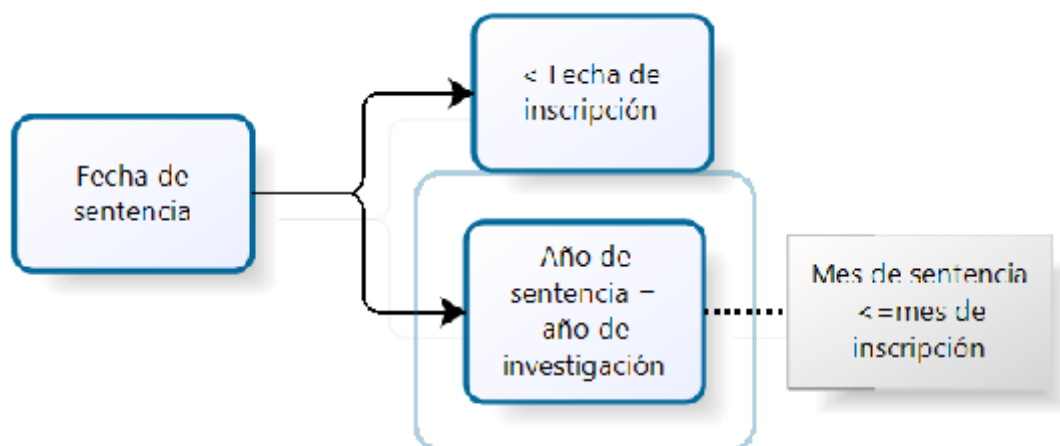 Fecha de
sentencia
< Fecha de
inscripción
Año de
sentencia =
año de
investigación
Mes de sentencia
<=mes de
inscripción